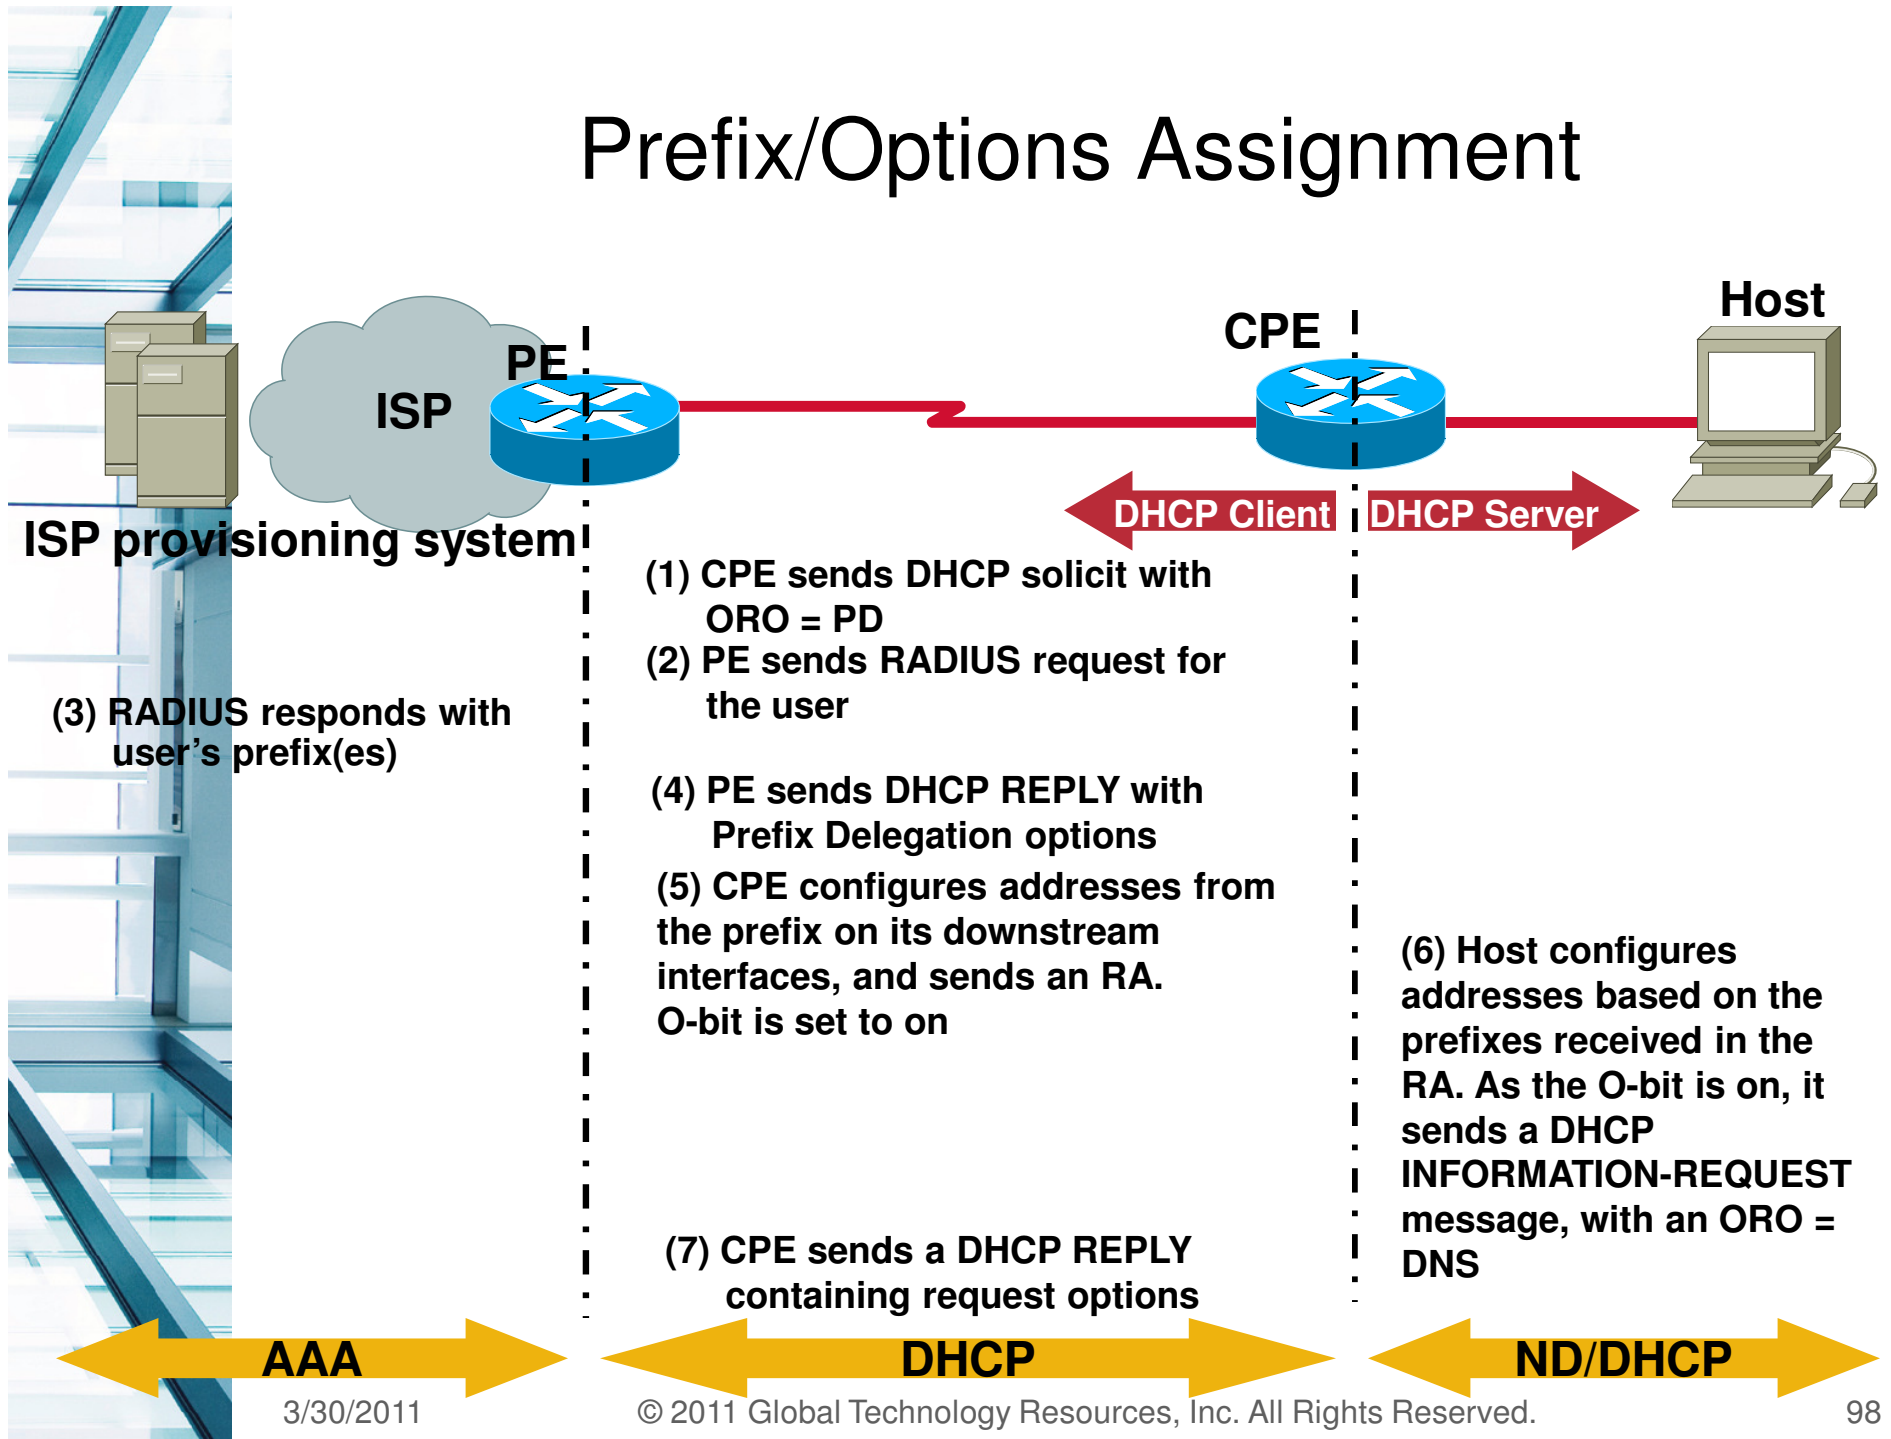 Prefix/Options Assignment
Host
CPE
PE
ISP
DHCP Client
DHCP Server
ISP provisioning system
(1) CPE sends DHCP solicit with
ORO = PD
(2) PE sends RADIUS request for
the user
(3) RADIUS responds with
user's prefix(es)
(4) PE sends DHCP REPLY with
Prefix Delegation options
(5) CPE configures addresses from
the prefix on its downstream
interfaces, and sends an RA.
O-bit is set to on
(6) Host configures
addresses based on the
prefixes received in the
RA. As the O-bit is on, it
sends a DHCP
INFORMATION-REQUEST
message, with an ORO =
DNS
(7) CPE sends a DHCP REPLY
containing request options
AAA
DHCP
ND/DHCP
3/30/2011
© 2011 Global Technology Resources, Inc. All Rights Reserved.
98